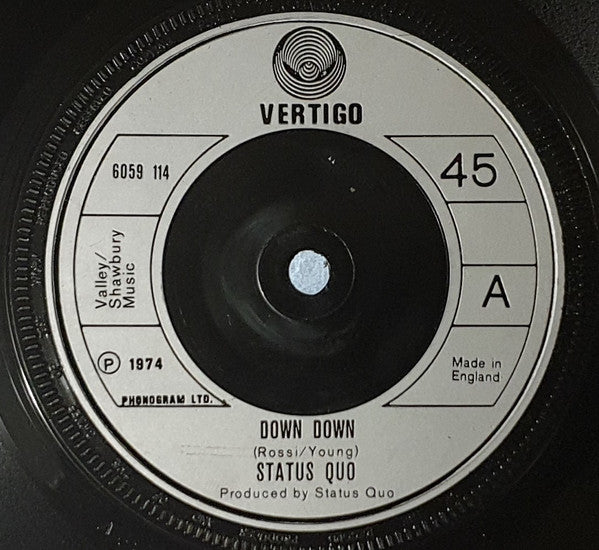 VERTIGO
6059 114
45
Valley/
Shawbury
Music
A
℗ 1974
Made in
England
PHONOGRAM LTD.
DOWN DOWN
(Rossi/Young)
STATUS QUO
Produced by Status Quo